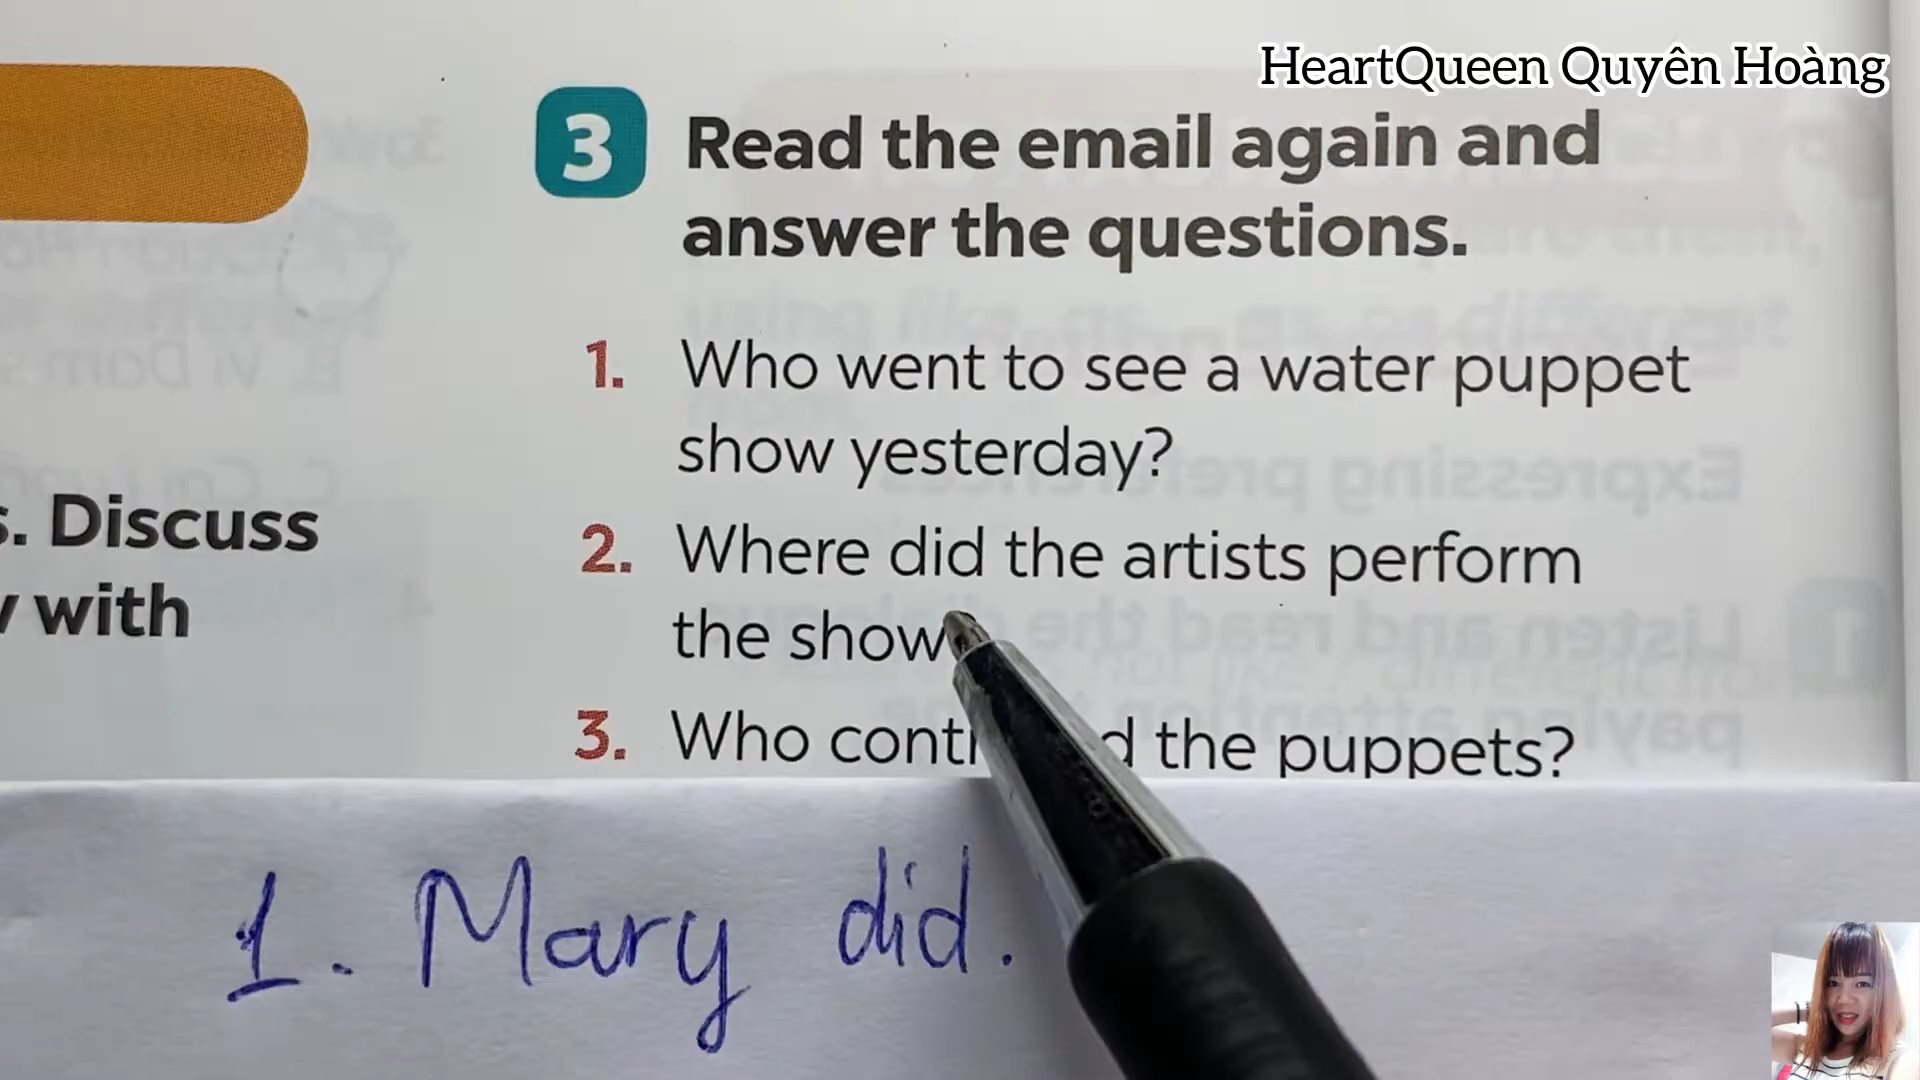 HeartQueen Quyên Hoàng
3 Read the email again and
answer the questions.
1. Who went to see a water puppet
show yesterday?
2. Where did the artists perform
the show
3. Who the puppets?
s. Discuss
with
1. Mary did.